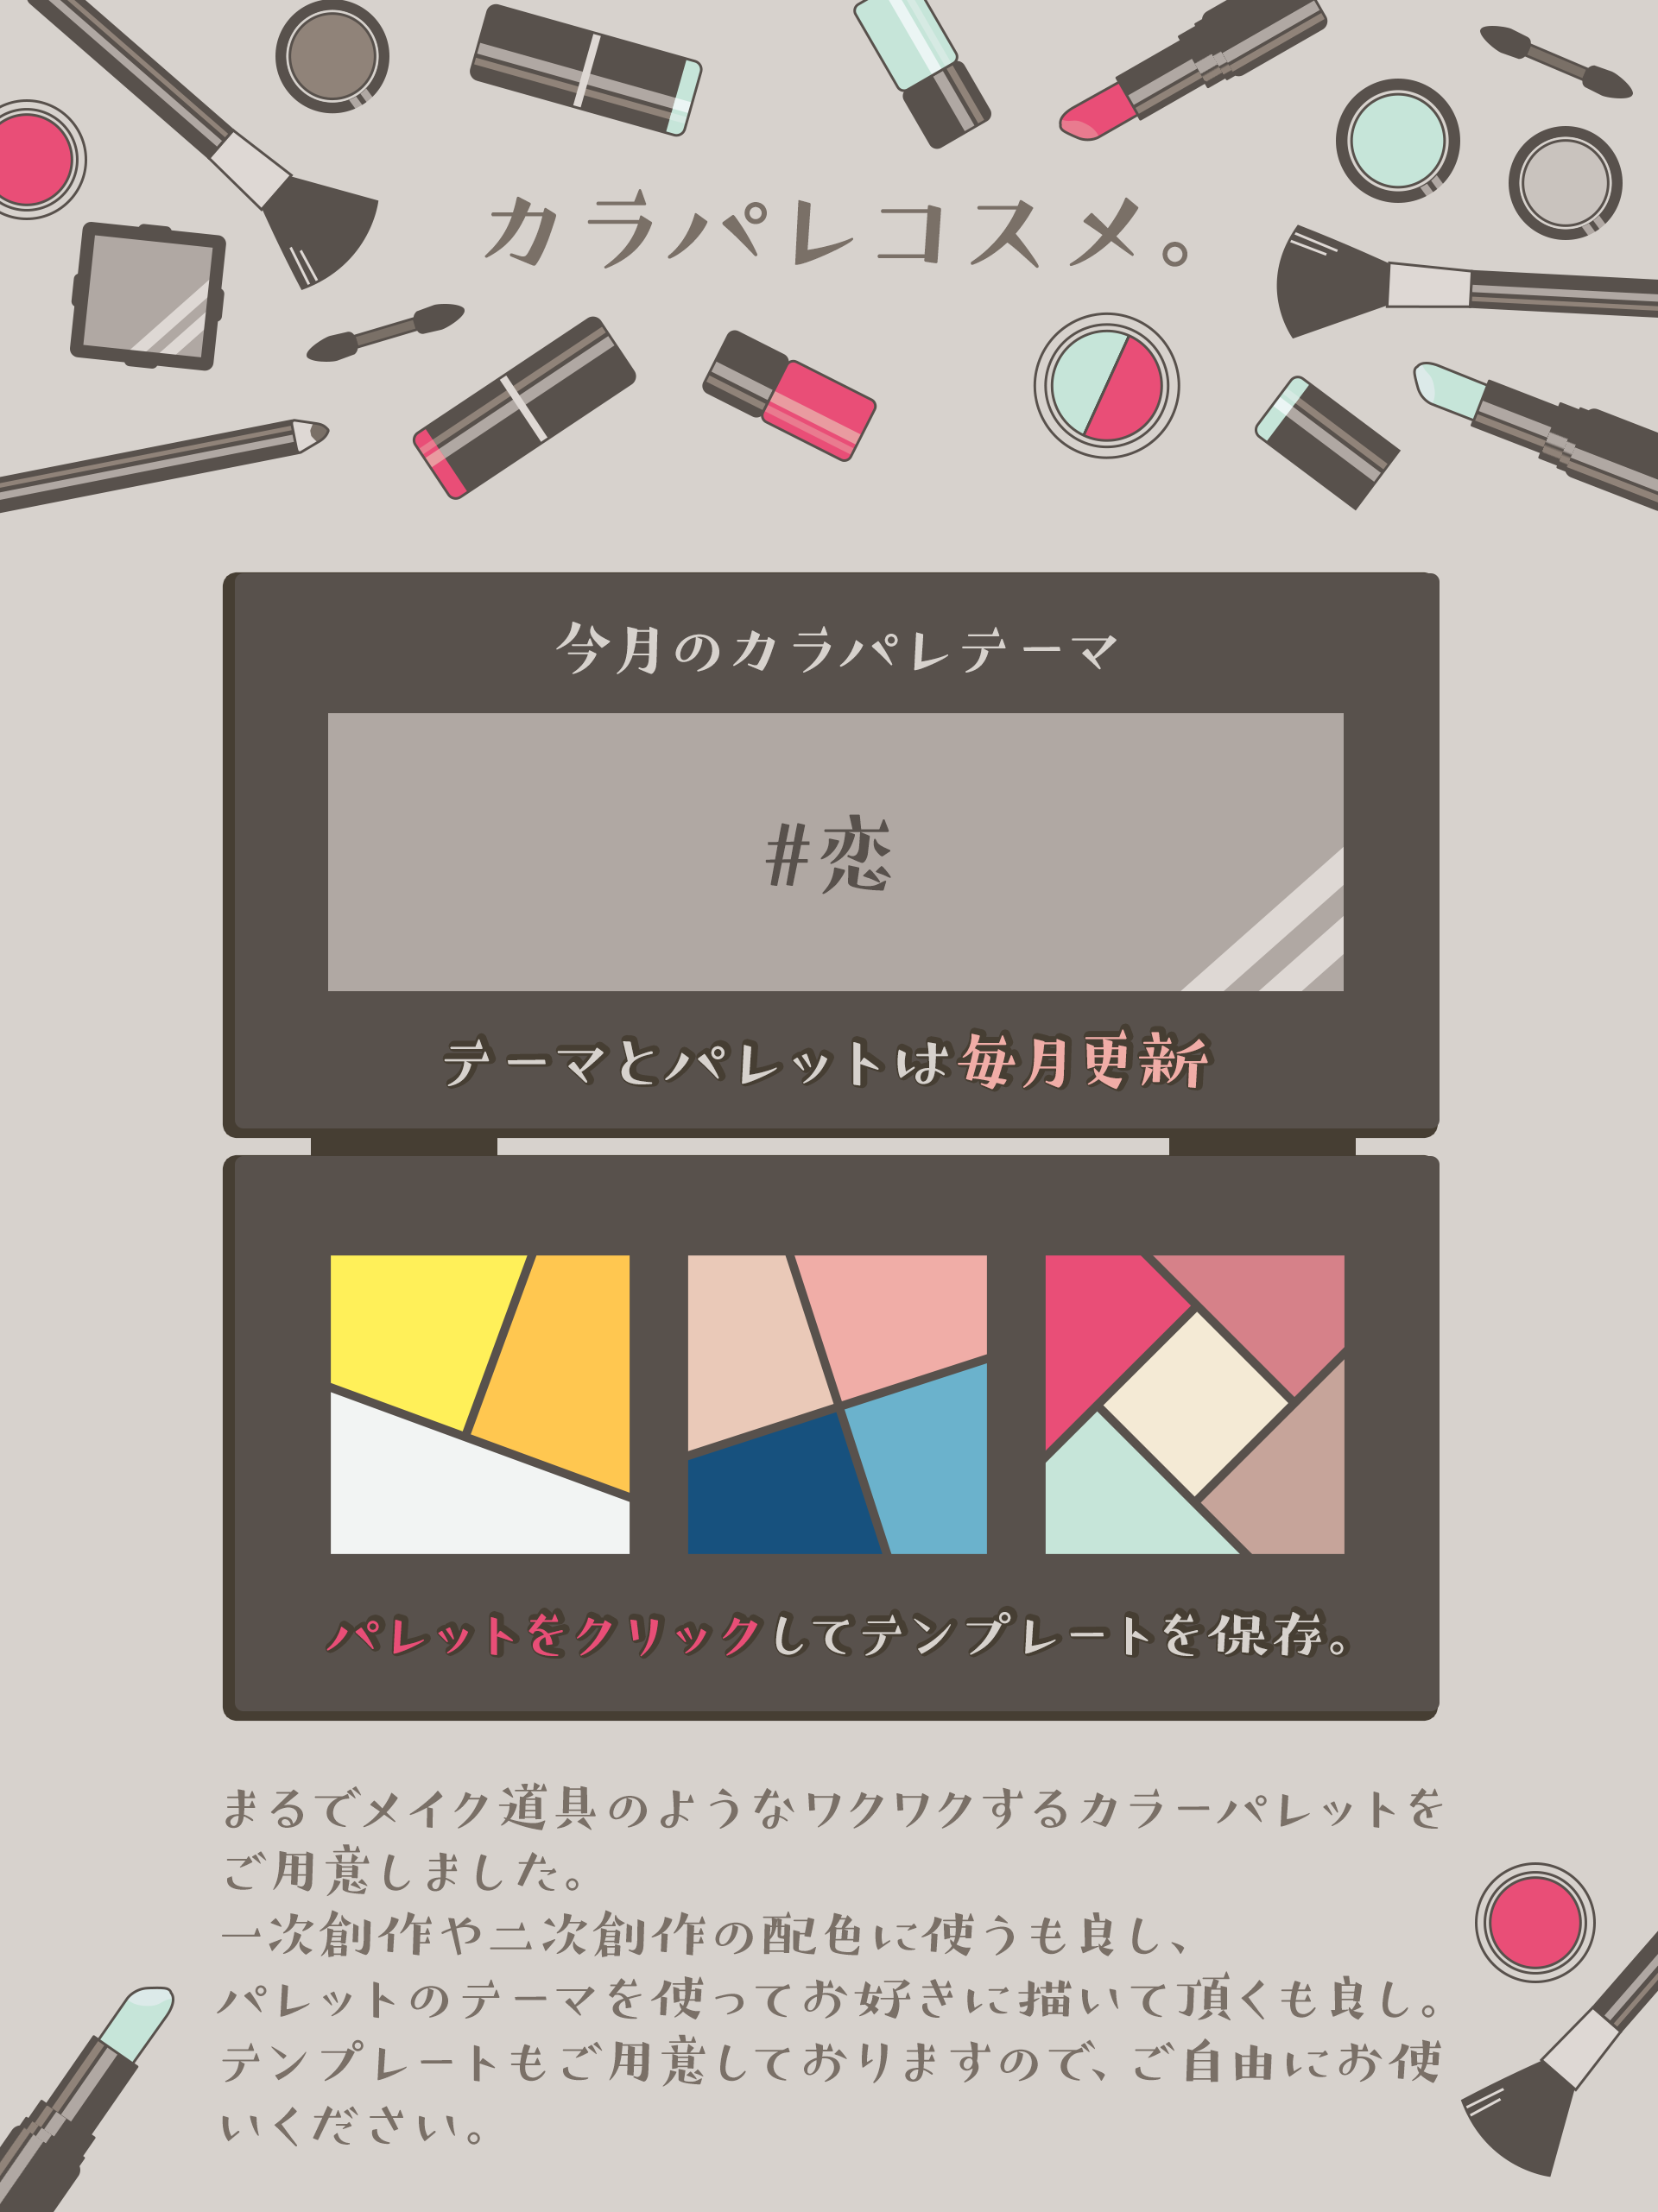 カラパレコスメ。
今月のカラパレテーマ
#恋
テーマとパレットは毎月更新
パレットをクリックしてテンプレートを保存。
まるでメイク道具のようなワクワクするカラーパレットを
ご用意しました。
一次創作や二次創作の配色に使うも良し、
パレットのテーマを使ってお好きに描いて頂くも良し。
テンプレートもご用意しておりますので、ご自由にお使
いください。